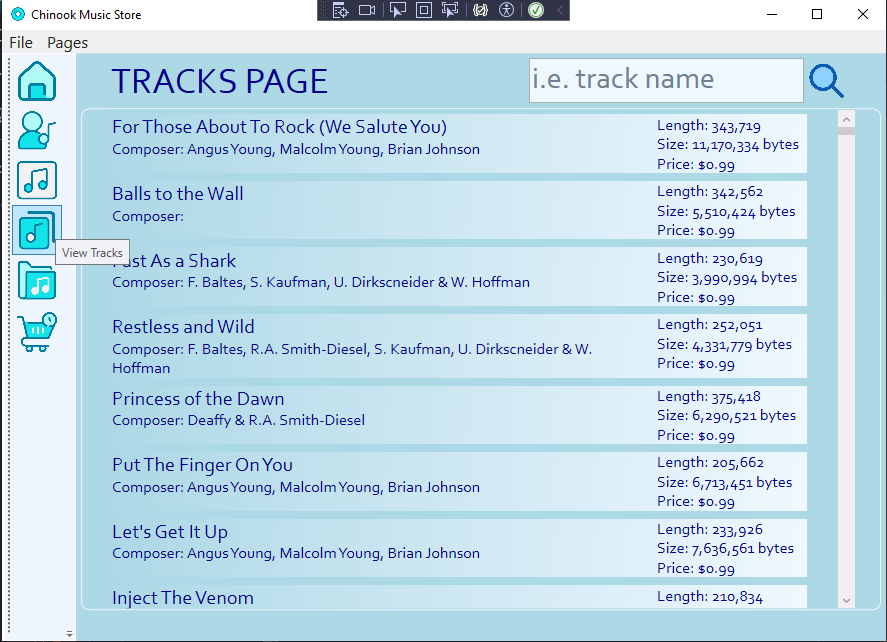 Chinook Music Store
File Pages
TRACKS PAGE
i.e. track name
For Those About To Rock (We Salute You)
Composer: Angus Young, Malcolm Young, Brian Johnson
Length: 343,719
Size: 11,170,334 bytes
Price: $0.99
Balls to the Wall
Composer:
Length: 342,562
Size: 5,510,424 bytes
Price: $0.99
View Tracks
As a Shark
Composer: F. Baltes, S. Kaufman, U. Dirkscneider & W. Hoffman
Length: 230,619
Size: 3,990,994 bytes
Price: $0.99
Restless and Wild
Composer: F. Baltes, R.A. Smith-Diesel, S. Kaufman, U. Dirkscneider & W.
Hoffman
Length: 252,051
Size: 4,331,779 bytes
Price: $0.99
Princess of the Dawn
Composer: Deaffy & R.A. Smith-Diesel
Length: 375,418
Size: 6,290,521 bytes
Price: $0.99
Put The Finger On You
Composer: Angus Young, Malcolm Young, Brian Johnson
Length: 205,662
Size: 6,713,451 bytes
Price: $0.99
Let's Get It Up
Composer: Angus Young, Malcolm Young, Brian Johnson
Length: 233,926
Size: 7,636,561 bytes
Price: $0.99
Inject The Venom
Length: 210,834